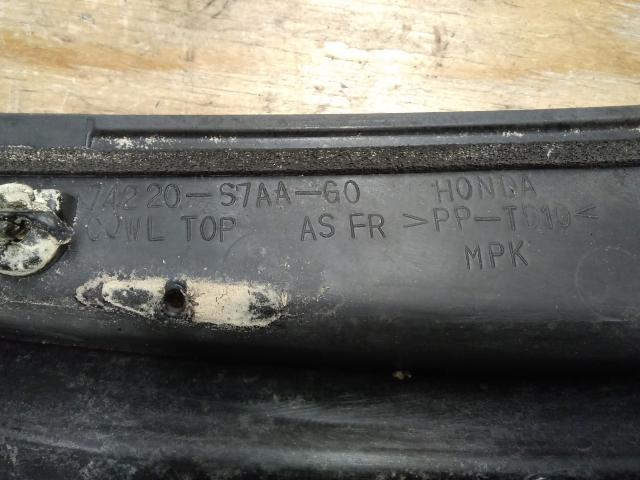 74220-S7AA-G0 HONDA
COWL TOP AS FR >PP-TD10<
MPK